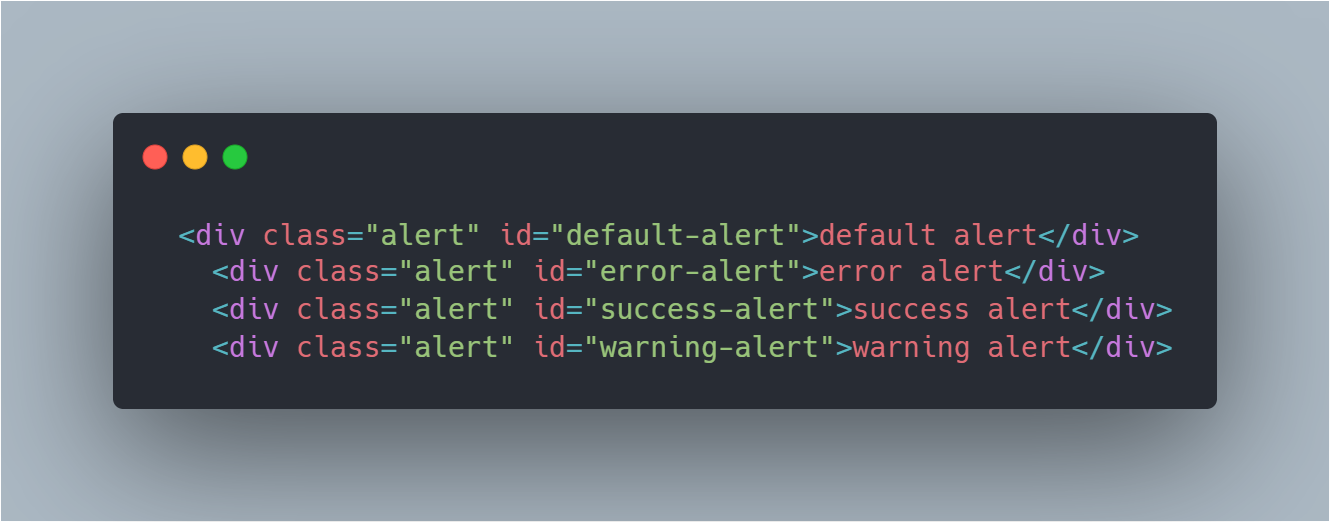 <div class="alert" id="default-alert">default alert</div>
<div class="alert" id="error-alert">error alert</div>
<div class="alert" id="success-alert">success alert</div>
<div class="alert" id="warning-alert">warning alert</div>